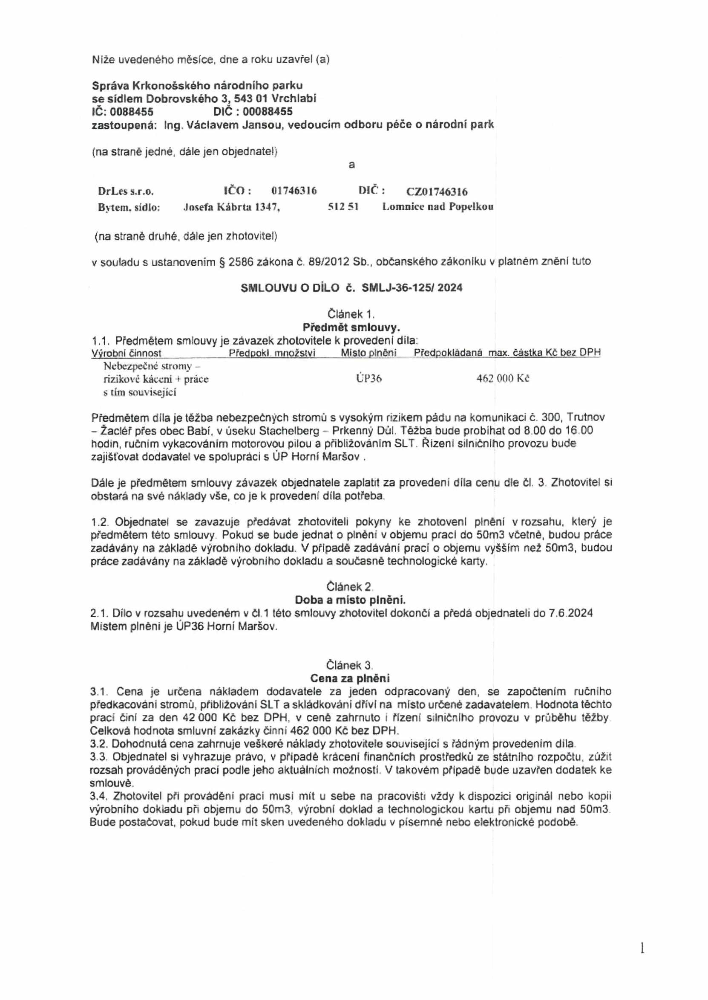 Níže uvedeného měsíce, dne a roku uzavřel (a)
Správa Krkonošského národního parku
se sídlem Dobrovského 3, 543 01 Vrchlabí
IČ: 0088455 DIČ : 00088455
zastoupená: Ing. Václavem Jansou, vedoucím odboru péče o národní park
(na straně jedné, dále jen objednatel)
a
DrLes s.r.o. IČO : 01746316 DIČ : CZ01746316
Bytem, sídlo: Josefa Kábrta 1347, 512 51 Lomnice nad Popelkou
(na straně druhé, dále jen zhotovitel)
v souladu s ustanovením § 2586 zákona č. 89/2012 Sb., občanského zákoníku v platném znění tuto
SMLOUVU O DÍLO č. SMLJ-36-125/ 2024
Článek 1.
Předmět smlouvy.
1.1. Předmětem smlouvy je závazek zhotovitele k provedení díla:
Výrobní činnost Předpokl. množství Místo plnění Předpokládaná max. částka Kč bez DPH
Nebezpečné stromy –
rizikové kácení + práce ÚP36 462 000 Kč
s tím související
Předmětem díla je těžba nebezpečných stromů s vysokým rizikem pádu na komunikaci č. 300, Trutnov
– Žacléř přes obec Babí, v úseku Stachelberg – Prkenný Důl. Těžba bude probíhat od 8.00 do 16.00
hodin, ručním vykacováním motorovou pilou a přibližováním SLT. Řízení silničního provozu bude
zajišťovat dodavatel ve spolupráci s ÚP Horní Maršov .
Dále je předmětem smlouvy závazek objednatele zaplatit za provedení díla cenu dle čl. 3. Zhotovitel si
obstará na své náklady vše, co je k provedení díla potřeba.
1.2. Objednatel se zavazuje předávat zhotoviteli pokyny ke zhotovení plnění v rozsahu, který je
předmětem této smlouvy. Pokud se bude jednat o plnění v objemu prací do 50m3 včetně, budou práce
zadávány na základě výrobního dokladu. V případě zadávání prací o objemu vyšším než 50m3, budou
práce zadávány na základě výrobního dokladu a současně technologické karty.
Článek 2.
Doba a místo plnění.
2.1. Dílo v rozsahu uvedeném v čl.1 této smlouvy zhotovitel dokončí a předá objednateli do 7.6.2024
Místem plnění je ÚP36 Horní Maršov.
Článek 3.
Cena za plnění
3.1. Cena je určena nákladem dodavatele za jeden odpracovaný den, se započtením ručního
předkacování stromů, přibližování SLT a skládkování dříví na místo určené zadavatelem. Hodnota těchto
prací činí za den 42 000 Kč bez DPH, v ceně zahrnuto i řízení silničního provozu v průběhu těžby.
Celková hodnota smluvní zakázky činní 462 000 Kč bez DPH.
3.2. Dohodnutá cena zahrnuje veškeré náklady zhotovitele související s řádným provedením díla.
3.3. Objednatel si vyhrazuje právo, v případě krácení finančních prostředků ze státního rozpočtu, zúžit
rozsah prováděných prací podle jeho aktuálních možností. V takovém případě bude uzavřen dodatek ke
smlouvě.
3.4. Zhotovitel při provádění prací musí mít u sebe na pracovišti vždy k dispozici originál nebo kopii
výrobního dokladu při objemu do 50m3, výrobní doklad a technologickou kartu při objemu nad 50m3.
Bude postačovat, pokud bude mít sken uvedeného dokladu v písemné nebo elektronické podobě.
1